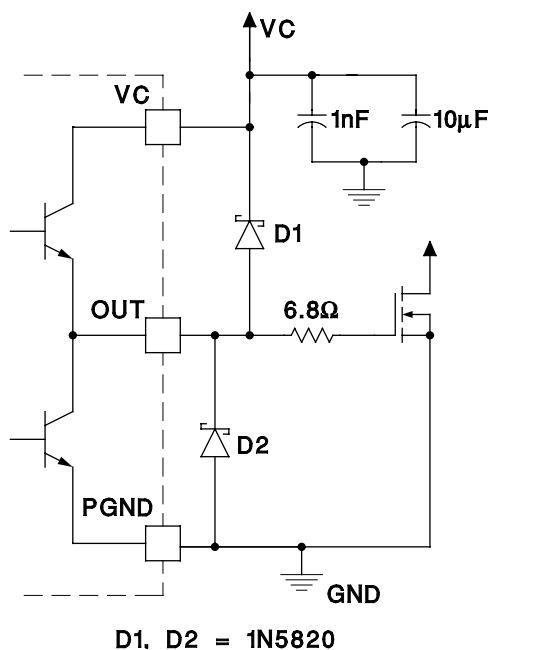 VC
VC
1nF
10µF
D1
OUT
6.8Ω
D2
PGND
GND
D1, D2 = 1N5820